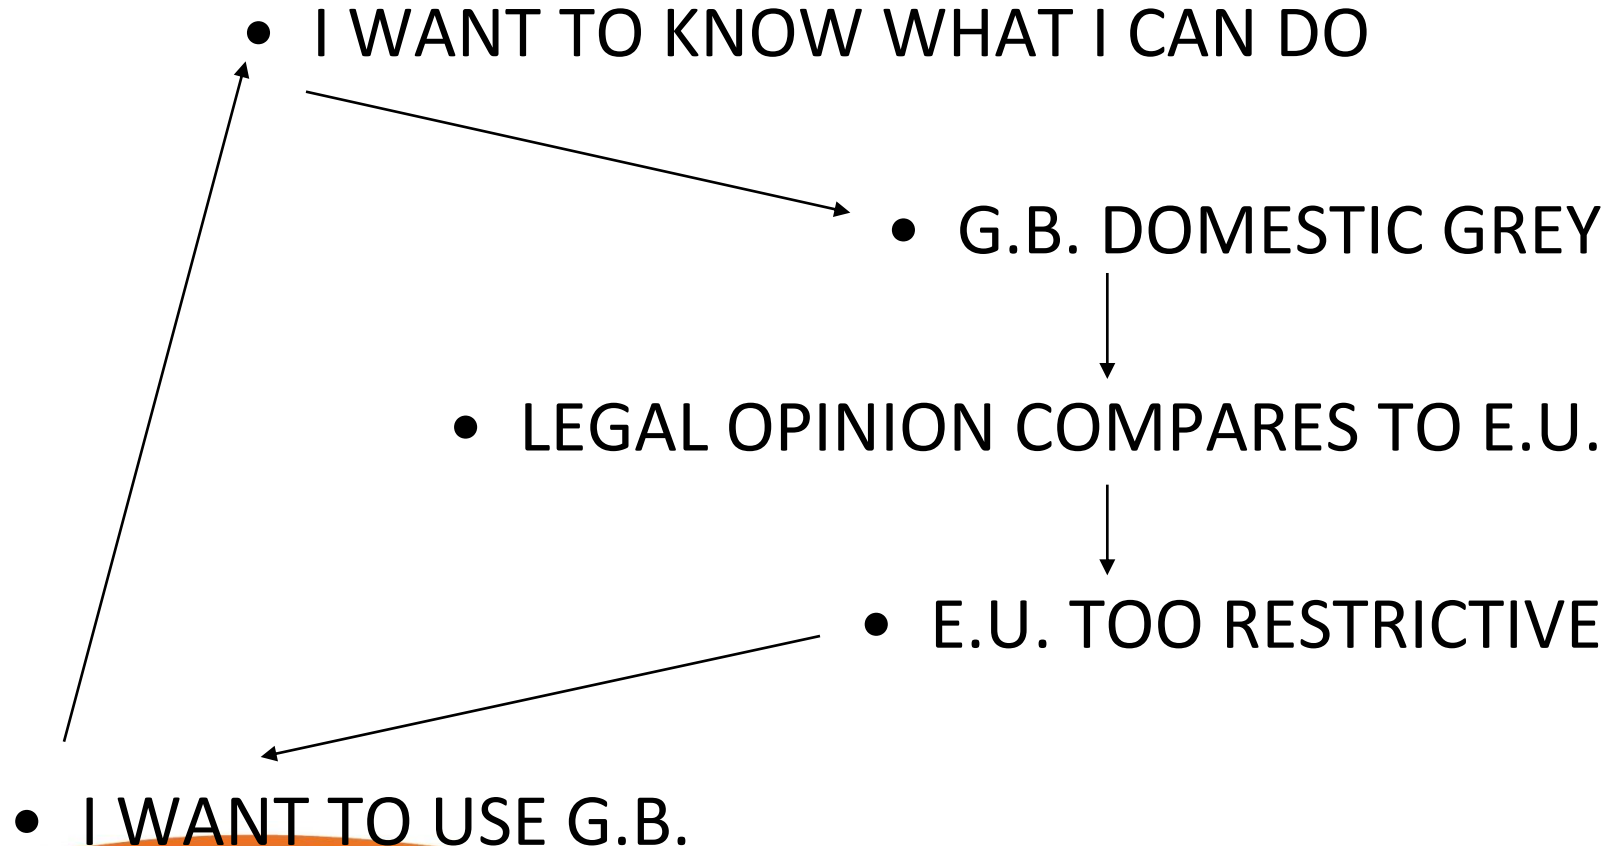 • I WANT TO KNOW WHAT I CAN DO
• G.B. DOMESTIC GREY
• LEGAL OPINION COMPARES TO E.U.
• E.U. TOO RESTRICTIVE
• I WANT TO USE G.B.